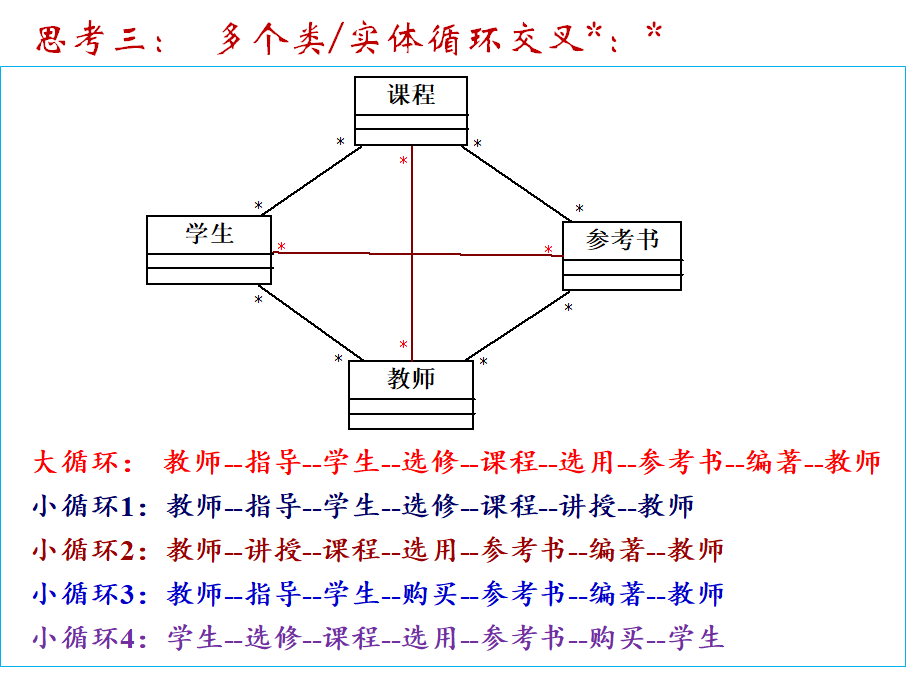 思考三： 多个类/实体循环交叉*：*
课程
* * *
* *
学生
参考书
* *
* *
*
* *
教师
大循环： 教师--指导--学生--选修--课程--选用--参考书--编著--教师
小循环1：教师--指导--学生--选修--课程--讲授--教师
小循环2：教师--讲授--课程--选用--参考书--编著--教师
小循环3：教师--指导--学生--购买--参考书--编著--教师
小循环4：学生--选修--课程--选用--参考书--购买--学生